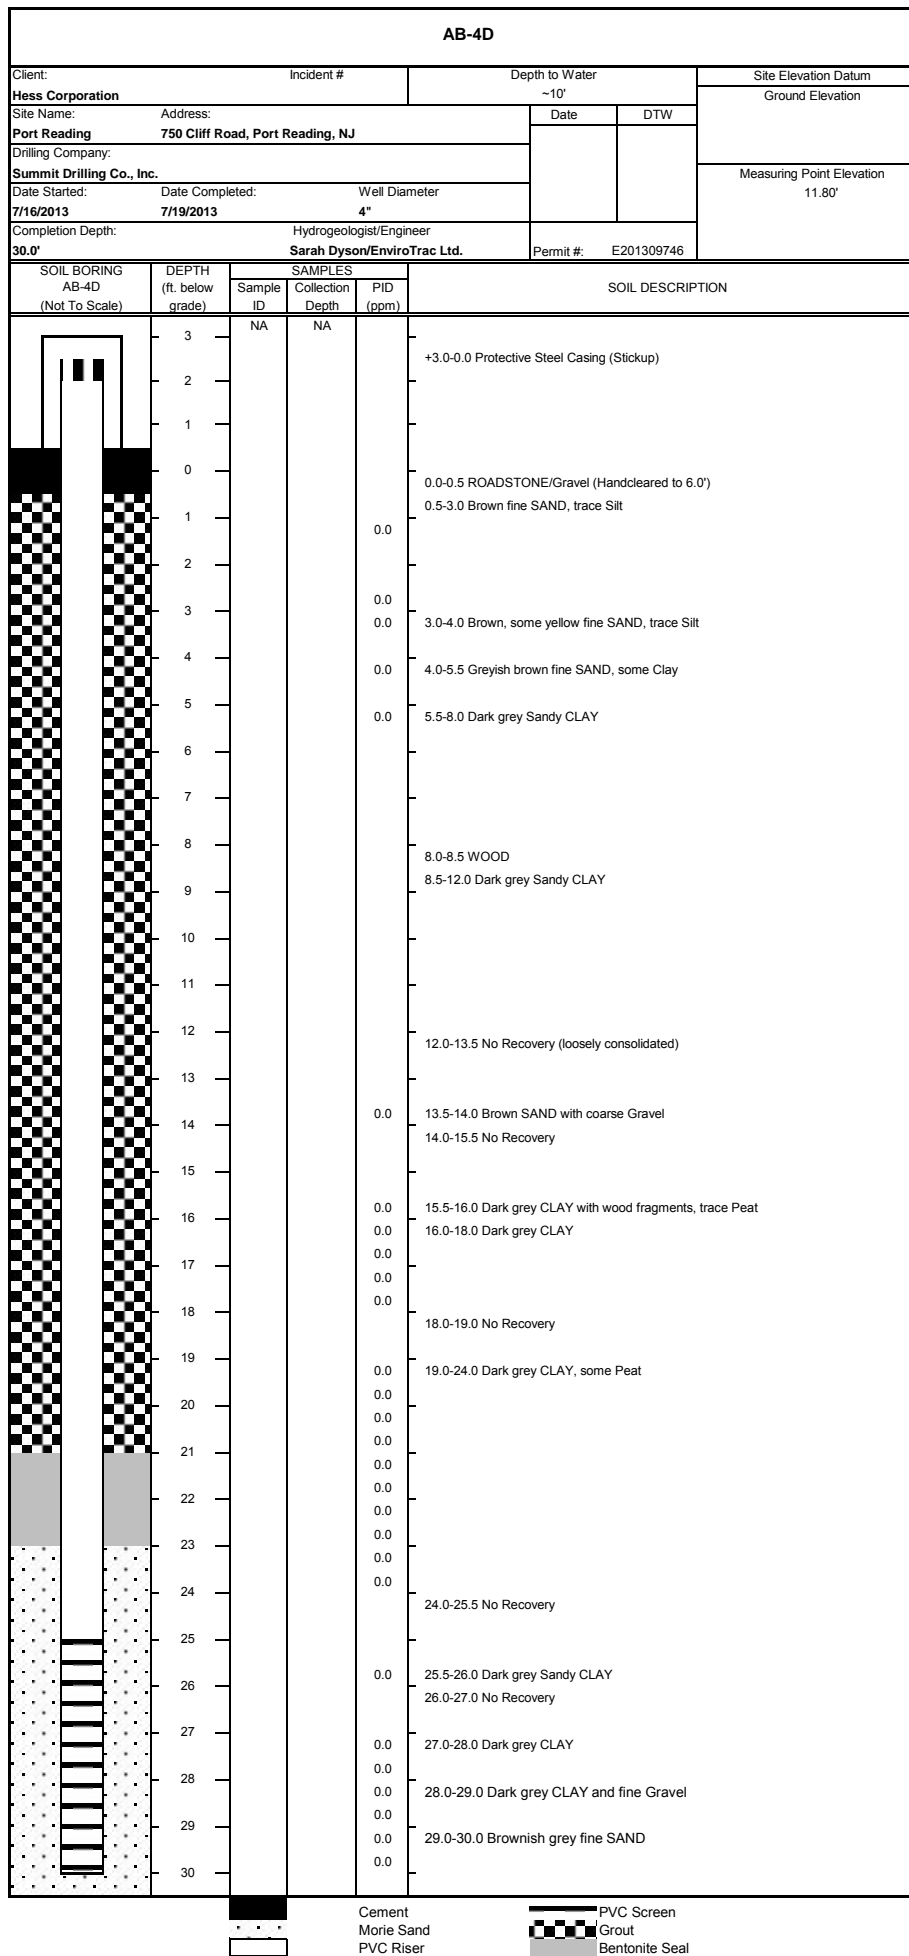 AB-4D
Client: Incident # Depth to Water Site Elevation Datum
Hess Corporation ~10' Ground Elevation
Site Name: Address: Date DTW
Port Reading 750 Cliff Road, Port Reading, NJ
Drilling Company:
Summit Drilling Co., Inc. Measuring Point Elevation
Date Started: Date Completed: Well Diameter 11.80'
7/16/2013 7/19/2013 4"
Completion Depth: Hydrogeologist/Engineer
30.0' Sarah Dyson/EnviroTrac Ltd. Permit #: E201309746
SOIL BORING DEPTH SAMPLES
AB-4D (ft. below Sample Collection PID SOIL DESCRIPTION
(Not To Scale) grade) ID Depth (ppm)
NA NA
3
+3.0-0.0 Protective Steel Casing (Stickup)
2
1
0
0.0-0.5 ROADSTONE/Gravel (Handcleared to 6.0')
0.5-3.0 Brown fine SAND, trace Silt
1
0.0
2
0.0
3
0.0 3.0-4.0 Brown, some yellow fine SAND, trace Silt
4
0.0 4.0-5.5 Greyish brown fine SAND, some Clay
5
0.0 5.5-8.0 Dark grey Sandy CLAY
6
7
8
8.0-8.5 WOOD
8.5-12.0 Dark grey Sandy CLAY
9
10
11
12
12.0-13.5 No Recovery (loosely consolidated)
13
0.0 13.5-14.0 Brown SAND with coarse Gravel
14
14.0-15.5 No Recovery
15
0.0 15.5-16.0 Dark grey CLAY with wood fragments, trace Peat
16
0.0 16.0-18.0 Dark grey CLAY
0.0
17
0.0
0.0
18
18.0-19.0 No Recovery
19
0.0 19.0-24.0 Dark grey CLAY, some Peat
0.0
20
0.0
0.0
21
0.0
0.0
22
0.0
0.0
23
0.0
0.0
24
24.0-25.5 No Recovery
25
0.0 25.5-26.0 Dark grey Sandy CLAY
26
26.0-27.0 No Recovery
27
0.0 27.0-28.0 Dark grey CLAY
0.0
28
0.0 28.0-29.0 Dark grey CLAY and fine Gravel
0.0
29
0.0 29.0-30.0 Brownish grey fine SAND
0.0
30
Cement PVC Screen
Morie Sand Grout
PVC Riser Bentonite Seal